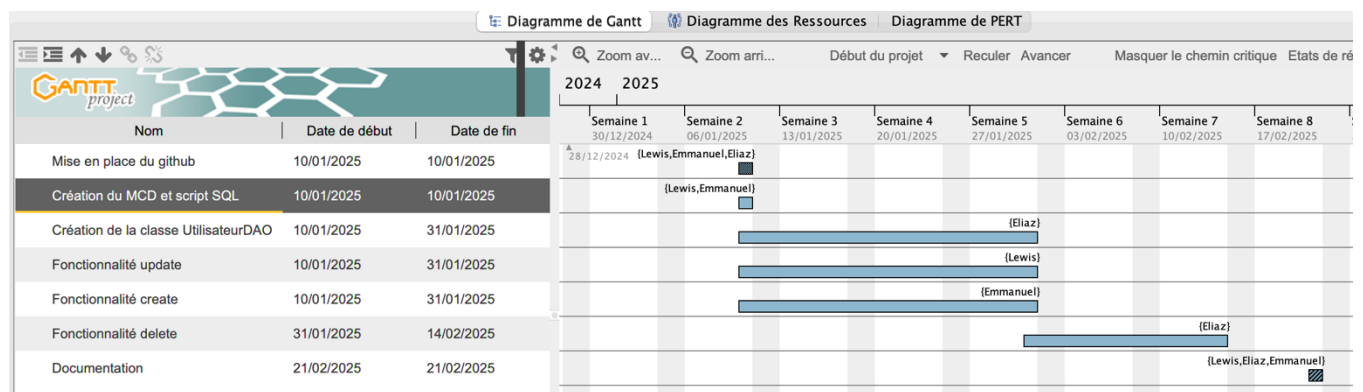 Diagramme de Gantt Diagramme des Ressources Diagramme de PERT
Zoom av... Zoom arri... Début du projet Reculer Avancer Masquer le chemin critique Etats de ré
GANTT project
2024 2025
Nom Date de début Date de fin
Semaine 1 Semaine 2 Semaine 3 Semaine 4 Semaine 5 Semaine 6 Semaine 7 Semaine 8
30/12/2024 06/01/2025 13/01/2025 20/01/2025 27/01/2025 03/02/2025 10/02/2025 17/02/2025
28/12/2024
Mise en place du github 10/01/2025 10/01/2025 {Lewis,Emmanuel,Eliaz}
Création du MCD et script SQL 10/01/2025 10/01/2025 {Lewis,Emmanuel}
Création de la classe UtilisateurDAO 10/01/2025 31/01/2025 {Eliaz}
Fonctionnalité update 10/01/2025 31/01/2025 {Lewis}
Fonctionnalité create 10/01/2025 31/01/2025 {Emmanuel}
Fonctionnalité delete 31/01/2025 14/02/2025 {Eliaz}
Documentation 21/02/2025 21/02/2025 {Lewis,Eliaz,Emmanuel}